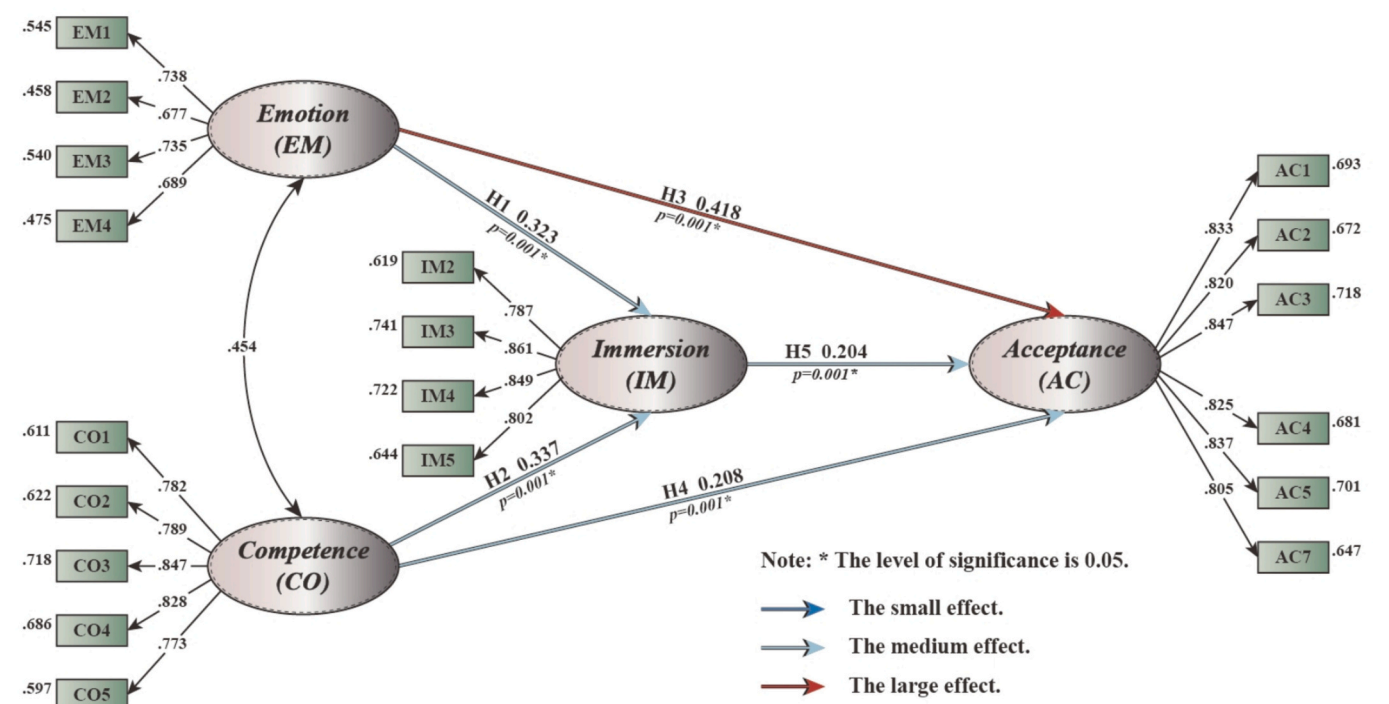 .545 EM1
.738
.458 EM2
.677
.540 EM3
.735
.689
.475 EM4
Emotion
(EM)
H3 0.418
p=0.001*
H1 0.323
p=0.001*
.454
.619 IM2
.787
.741 IM3
.861
.722 IM4
.849
.802
.644 IM5
Immersion
(IM)
H5 0.204
p=0.001*
Acceptance
(AC)
AC1 .693
.833
AC2 .672
.820
AC3 .718
.847
.825
AC4 .681
.837
AC5 .701
.805
AC7 .647
H2 0.337
p=0.001*
H4 0.208
p=0.001*
.611 CO1
.782
.622 CO2
.789
.718 CO3
.847
.828
.686 CO4
.773
.597 CO5
Competence
(CO)
Note: * The level of significance is 0.05.
The small effect.
The medium effect.
The large effect.